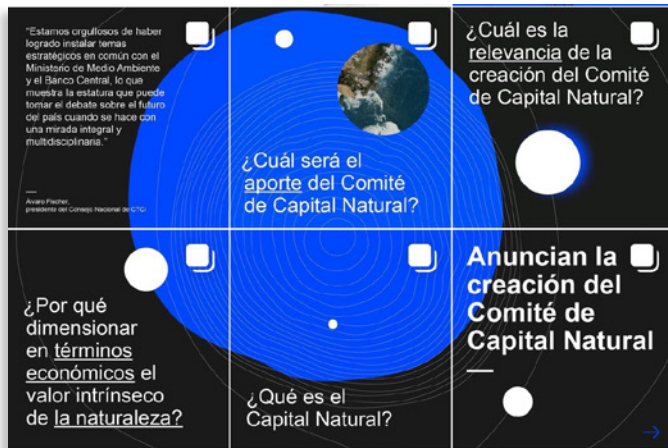 "Estamos orgullosos de haber
logrado instalar temas
estratégicos en común con el
Ministerio de Medio Ambiente
y el Banco Central, lo que
muestra la estatura que puede
tomar el debate sobre el futuro
del país cuando se hace con
una mirada integral y
multidisciplinaria."
Alvaro Fischer,
presidente del Consejo Nacional de CTCI
¿Cuál será el
aporte del Comité
de Capital Natural?
¿Cuál es la
relevancia de la
creación del Comité
de Capital Natural?
¿Por qué
dimensionar
en términos
económicos el
valor intrínseco
de la naturaleza?
¿Qué es el
Capital Natural?
Anuncian la
creación del
Comité de
Capital Natural